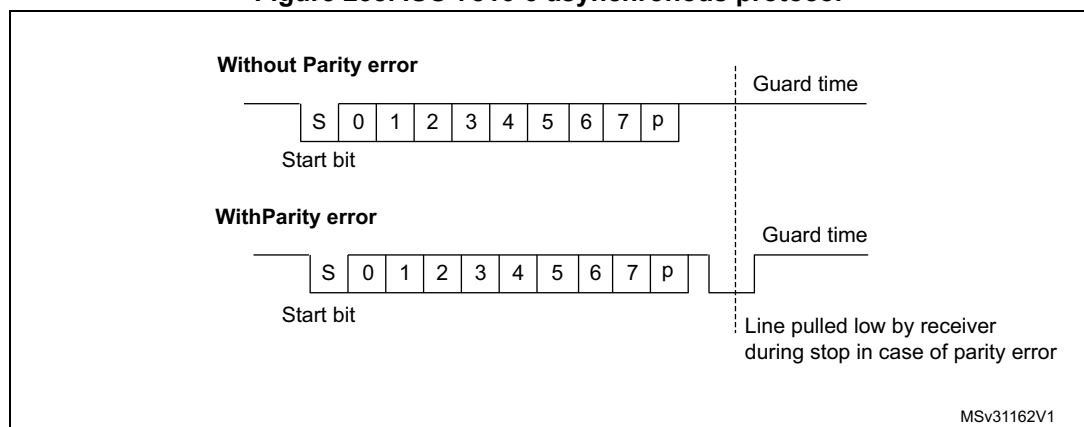 Without Parity error
Guard time
S 0 1 2 3 4 5 6 7 p
Start bit
WithParity error
Guard time
S 0 1 2 3 4 5 6 7 p
Start bit
Line pulled low by receiver
during stop in case of parity error
MSv31162V1